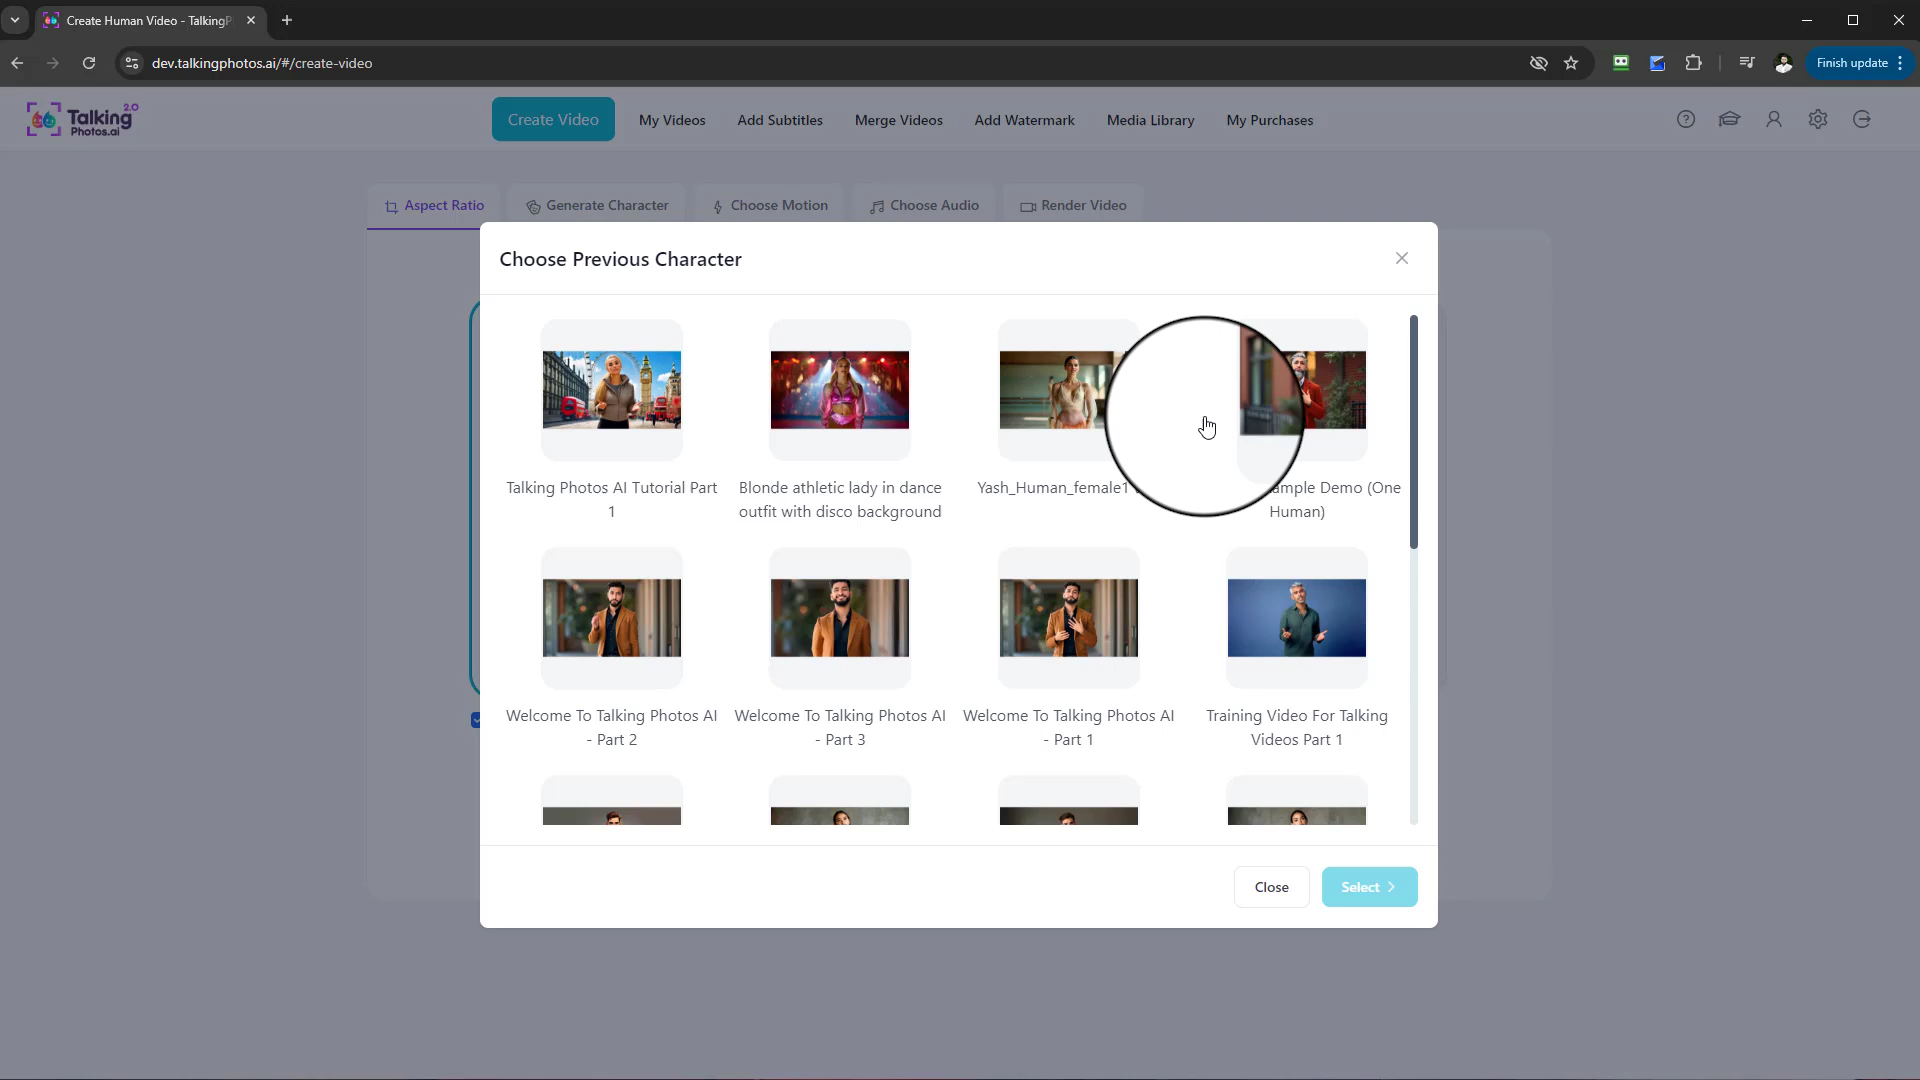 Create Human Video - TalkingP
dev.talkingphotos.ai/#/create-video
Finish update
Talking 2.0
Photos.ai
Create Video
My Videos
Add Subtitles
Merge Videos
Add Watermark
Media Library
My Purchases
Aspect Ratio
Generate Character
Choose Motion
Choose Audio
Render Video
Choose Previous Character
Talking Photos AI Tutorial Part
1
Blonde athletic lady in dance
outfit with disco background
Yash_Human_female1
Demo (One
Human)
Welcome To Talking Photos AI
- Part 2
Welcome To Talking Photos AI
- Part 3
Welcome To Talking Photos AI
- Part 1
Training Video For Talking
Videos Part 1
Close
Select